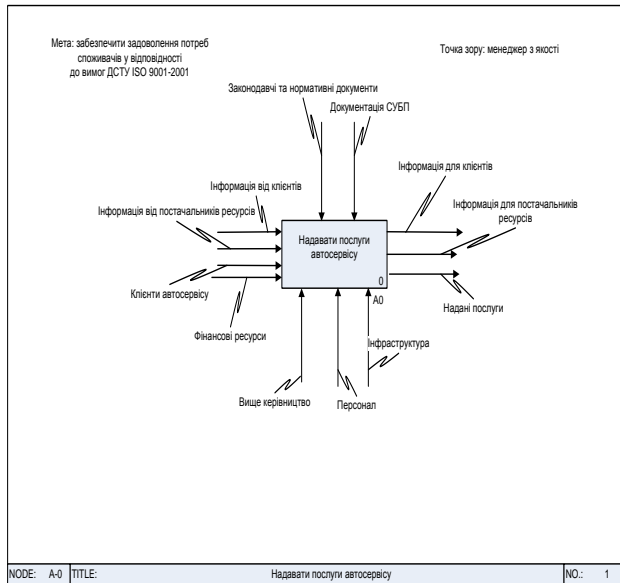 Мета: забезпечити задоволення потреб
споживачів у відповідності
до вимог ДСТУ ISO 9001-2001
Точка зору: менеджер з якості
Законодавчі та нормативні документи
Документація СУБП
Інформація для клієнтів
Інформація від клієнтів
Інформація для постачальників
ресурсів
Інформація від постачальників ресурсів
Надавати послуги
автосервісу
0
A0
Клієнти автосервісу
Надані послуги
Фінансові ресурси
Інфраструктура
Вище керівництво
Персонал
NODE: A-0 TITLE: Надавати послуги автосервісу NO.: 1